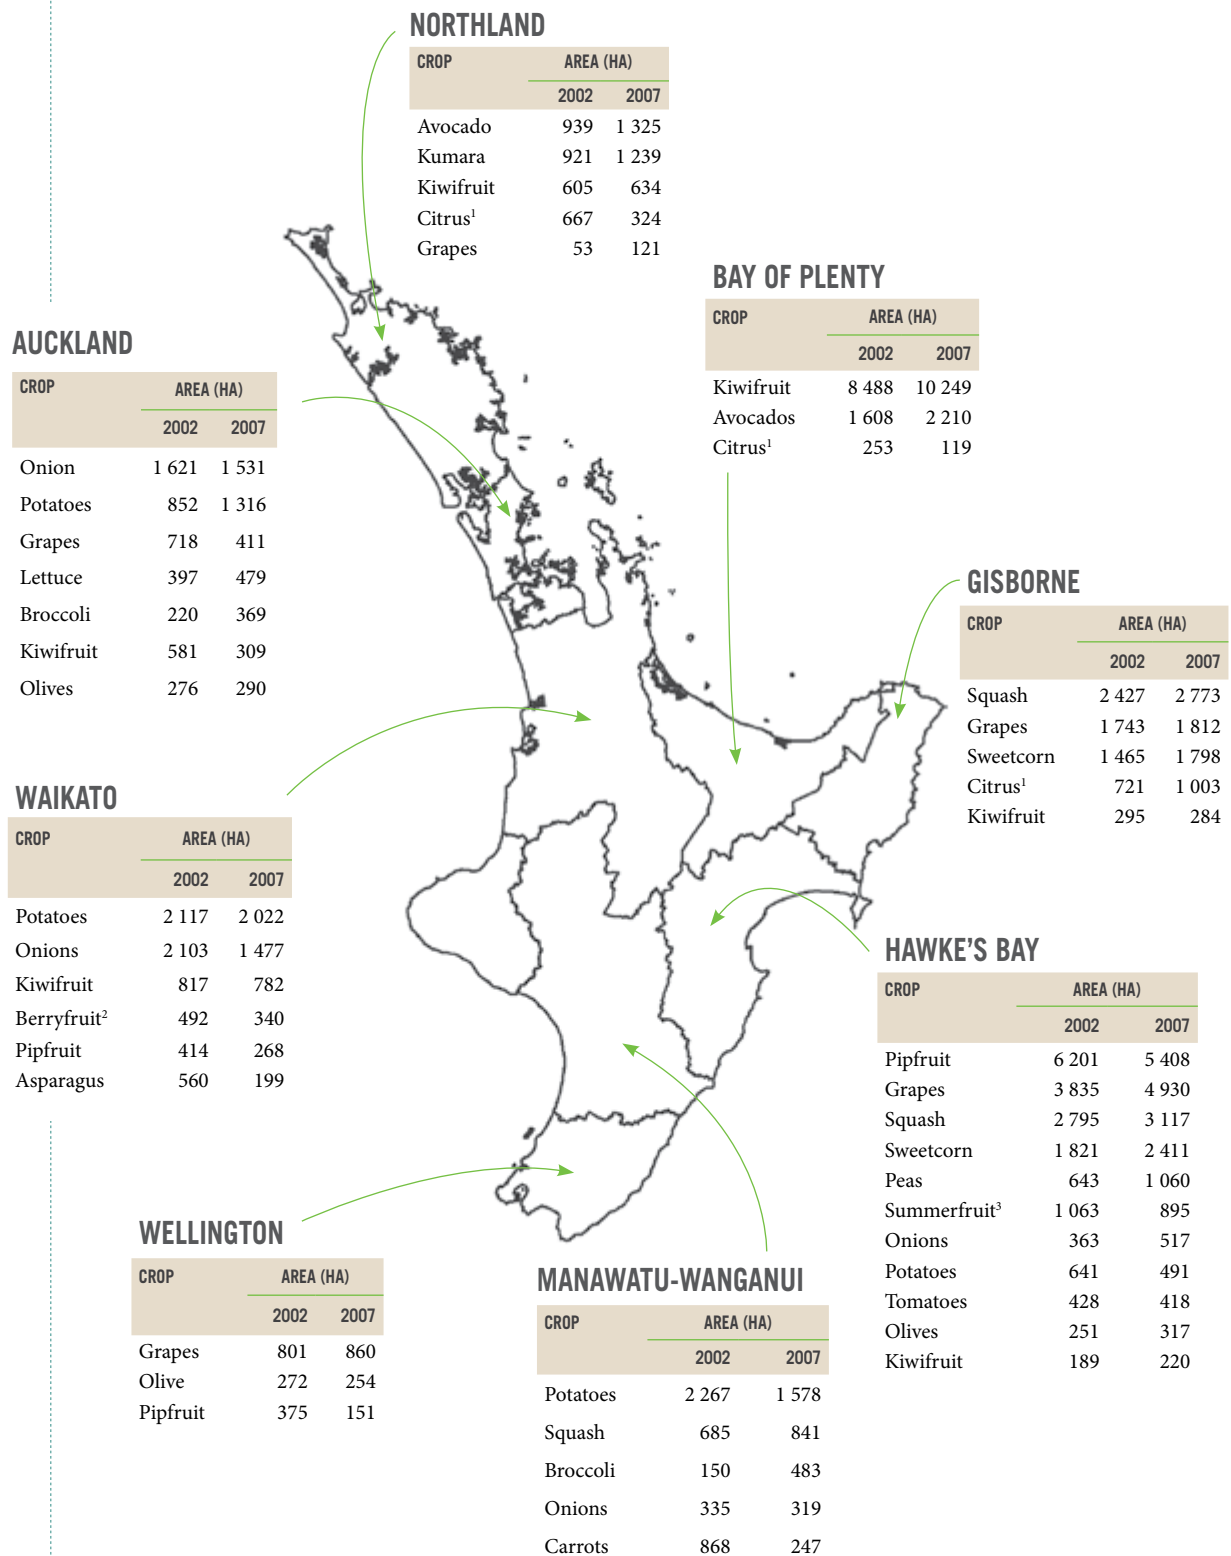 NORTHLAND
CROP AREA (HA)
2002 2007
Avocado 939 1 325
Kumara 921 1 239
Kiwifruit 605 634
Citrus¹ 667 324
Grapes 53 121
BAY OF PLENTY
CROP AREA (HA)
2002 2007
Kiwifruit 8 488 10 249
Avocados 1 608 2 210
Citrus¹ 253 119
AUCKLAND
CROP AREA (HA)
2002 2007
Onion 1 621 1 531
Potatoes 852 1 316
Grapes 718 411
Lettuce 397 479
Broccoli 220 369
Kiwifruit 581 309
Olives 276 290
GISBORNE
CROP AREA (HA)
2002 2007
Squash 2 427 2 773
Grapes 1 743 1 812
Sweetcorn 1 465 1 798
Citrus¹ 721 1 003
Kiwifruit 295 284
WAIKATO
CROP AREA (HA)
2002 2007
Potatoes 2 117 2 022
Onions 2 103 1 477
Kiwifruit 817 782
Berryfruit² 492 340
Pipfruit 414 268
Asparagus 560 199
HAWKE'S BAY
CROP AREA (HA)
2002 2007
Pipfruit 6 201 5 408
Grapes 3 835 4 930
Squash 2 795 3 117
Sweetcorn 1 821 2 411
Peas 643 1 060
Summerfruit³ 1 063 895
Onions 363 517
Potatoes 641 491
Tomatoes 428 418
Olives 251 317
Kiwifruit 189 220
WELLINGTON
CROP AREA (HA)
2002 2007
Grapes 801 860
Olive 272 254
Pipfruit 375 151
MANAWATU-WANGANUI
CROP AREA (HA)
2002 2007
Potatoes 2 267 1 578
Squash 685 841
Broccoli 150 483
Onions 335 319
Carrots 868 247